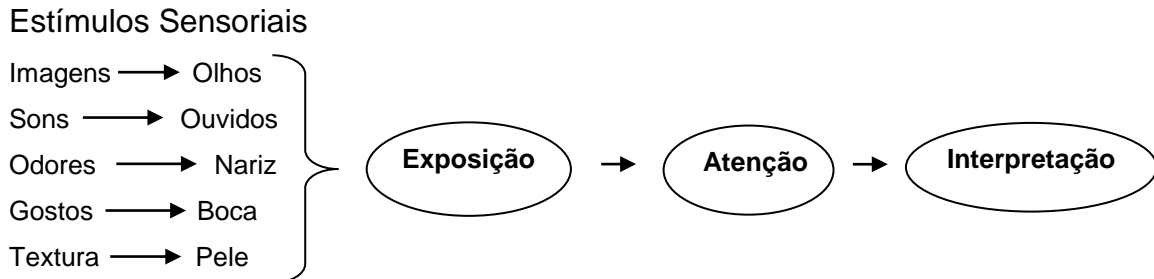 Estímulos Sensoriais
Imagens Olhos
Sons Ouvidos
Odores Nariz
Gostos Boca
Textura Pele
Exposição
Atenção
Interpretação